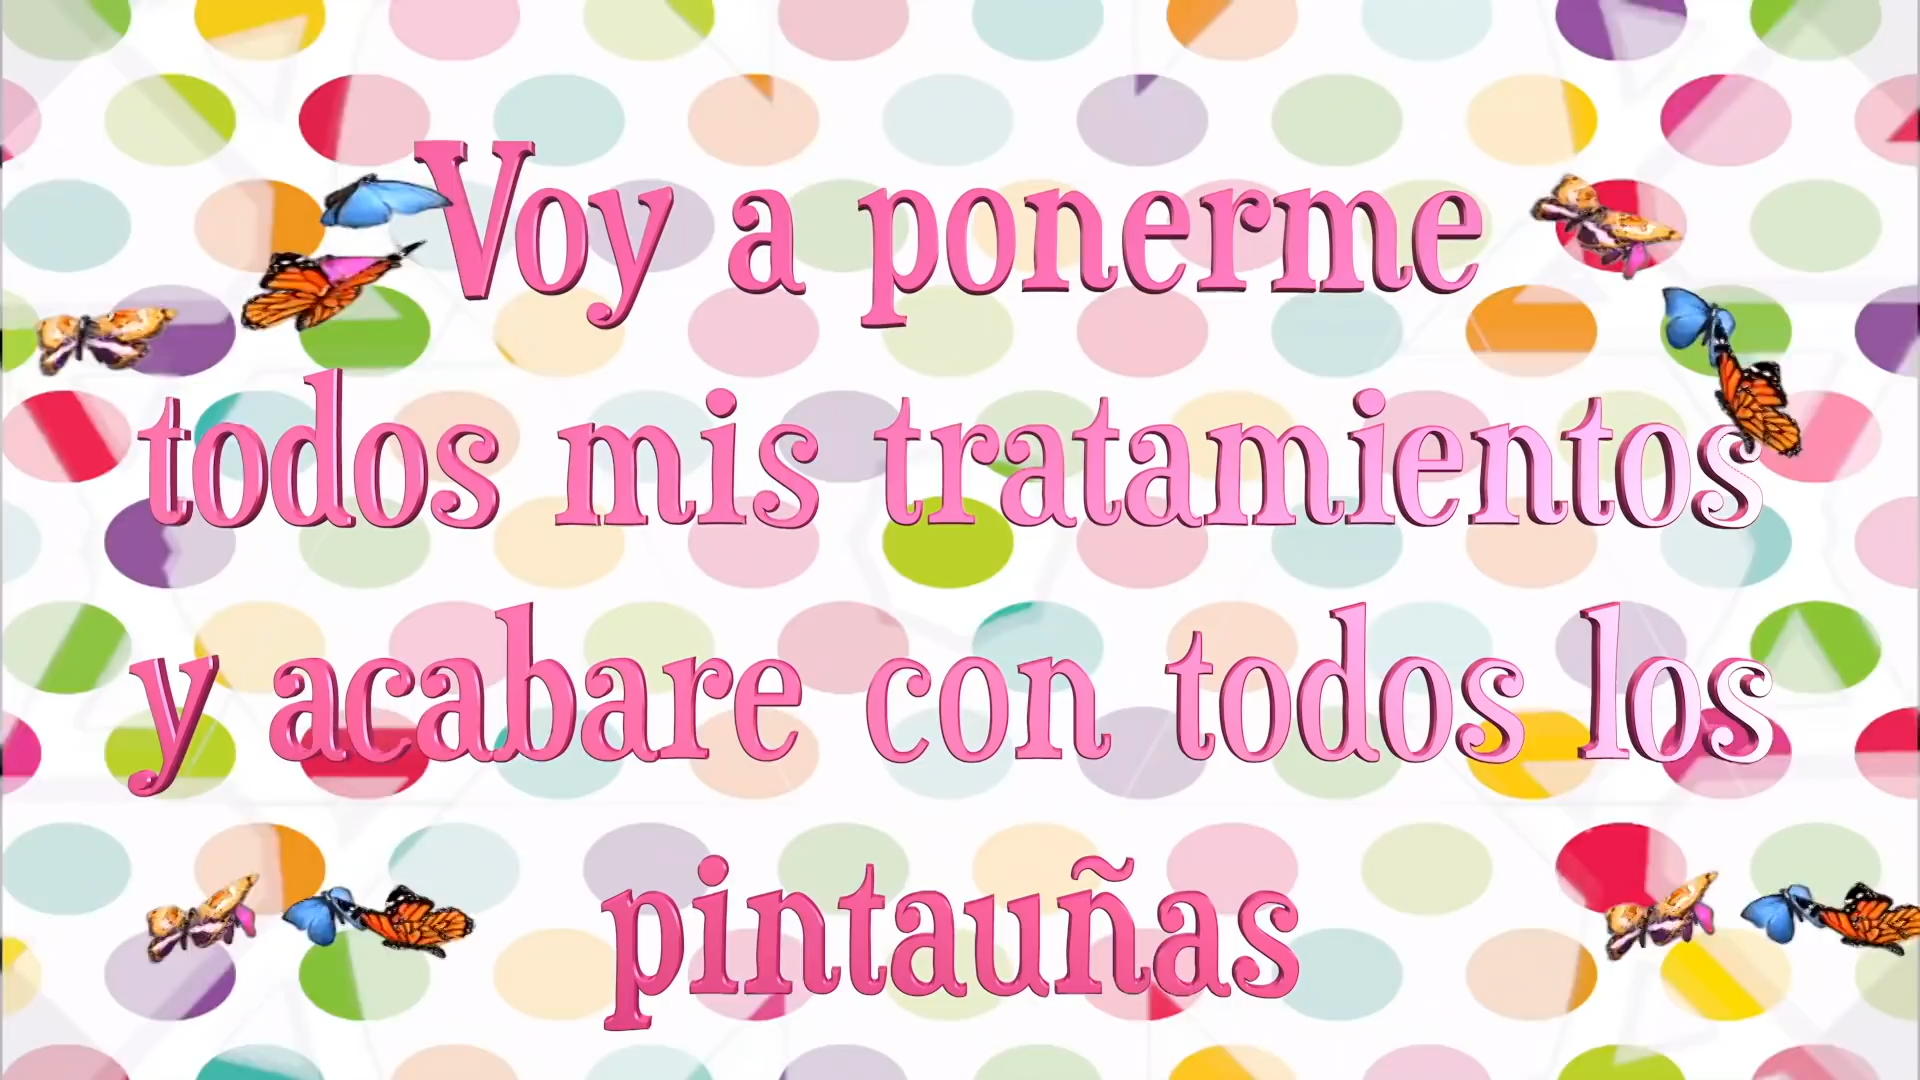 Voy a ponerme
todos mis tratamientos
y acabare con todos los
pintauñas